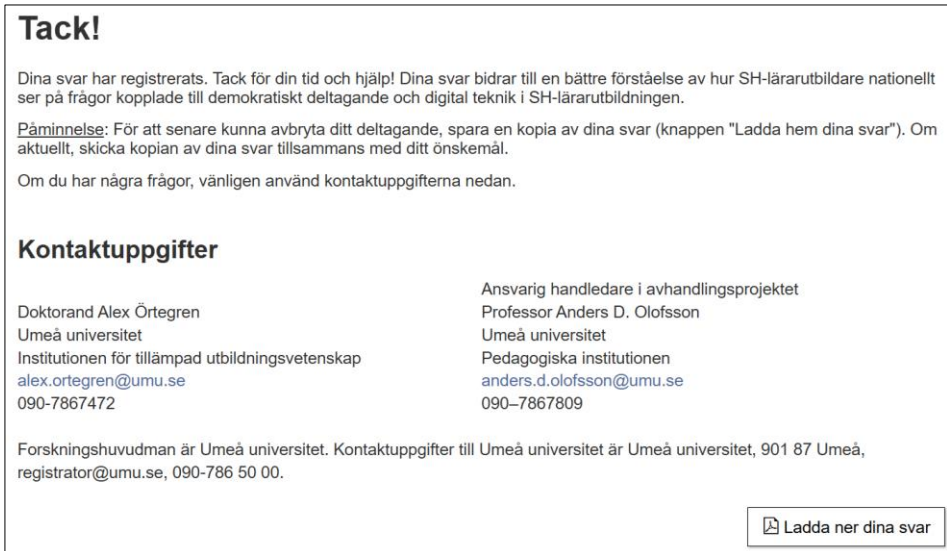 Tack!
Dina svar har registrerats. Tack för din tid och hjälp! Dina svar bidrar till en bättre förståelse av hur SH-lärarutbildare nationellt
ser på frågor kopplade till demokratiskt deltagande och digital teknik i SH-lärarutbildningen.
Påminnelse: För att senare kunna avbryta ditt deltagande, spara en kopia av dina svar (knappen "Ladda hem dina svar"). Om
aktuellt, skicka kopian av dina svar tillsammans med ditt önskemål.
Om du har några frågor, vänligen använd kontaktuppgifterna nedan.
Kontaktuppgifter
Doktorand Alex Örtegren
Umeå universitet
Institutionen för tillämpad utbildningsvetenskap
alex.ortegren@umu.se
090-7867472
Ansvarig handledare i avhandlingsprojektet
Professor Anders D. Olofsson
Umeå universitet
Pedagogiska institutionen
anders.d.olofsson@umu.se
090–7867809
Forskningshuvudman är Umeå universitet. Kontaktuppgifter till Umeå universitet är Umeå universitet, 901 87 Umeå,
registrator@umu.se, 090-786 50 00.
Ladda ner dina svar